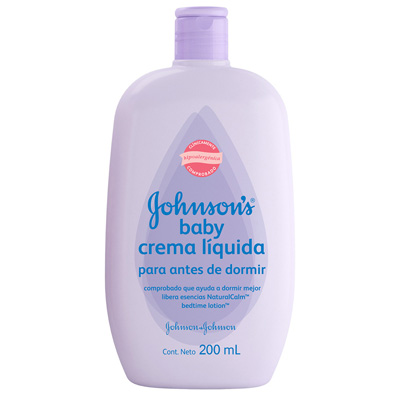 CLÍNICAMENTE
hipoalergénico
COMPROBADO
Johnson's®
baby
crema líquida
para antes de dormir
comprobado que ayuda a dormir mejor
libera esencias NaturalCalm™
bedtime lotion™
Johnson & Johnson
Cont. Neto 200 mL